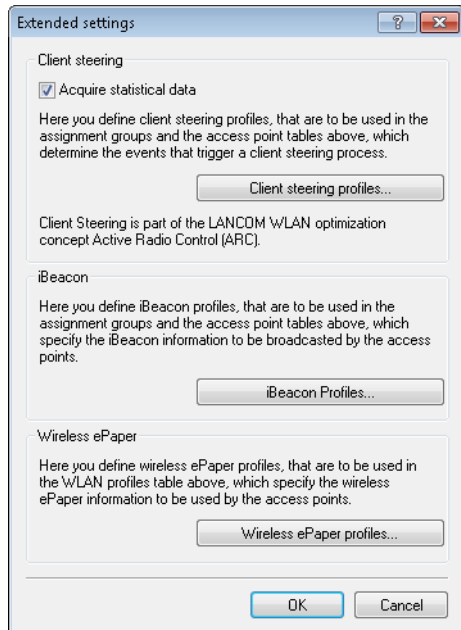 Extended settings
Client steering
Acquire statistical data
Here you define client steering profiles, that are to be used in the
assignment groups and the access point tables above, which
determine the events that trigger a client steering process.
Client steering profiles...
Client Steering is part of the LANCOM WLAN optimization
concept Active Radio Control (ARC).
iBeacon
Here you define iBeacon profiles, that are to be used in the
assignment groups and the access point tables above, which
specify the iBeacon information to be broadcasted by the access
points.
iBeacon Profiles...
Wireless ePaper
Here you define wireless ePaper profiles, that are to be used in
the WLAN profiles table above, which specify the wireless
ePaper information to be used by the access points.
Wireless ePaper profiles...
OK
Cancel